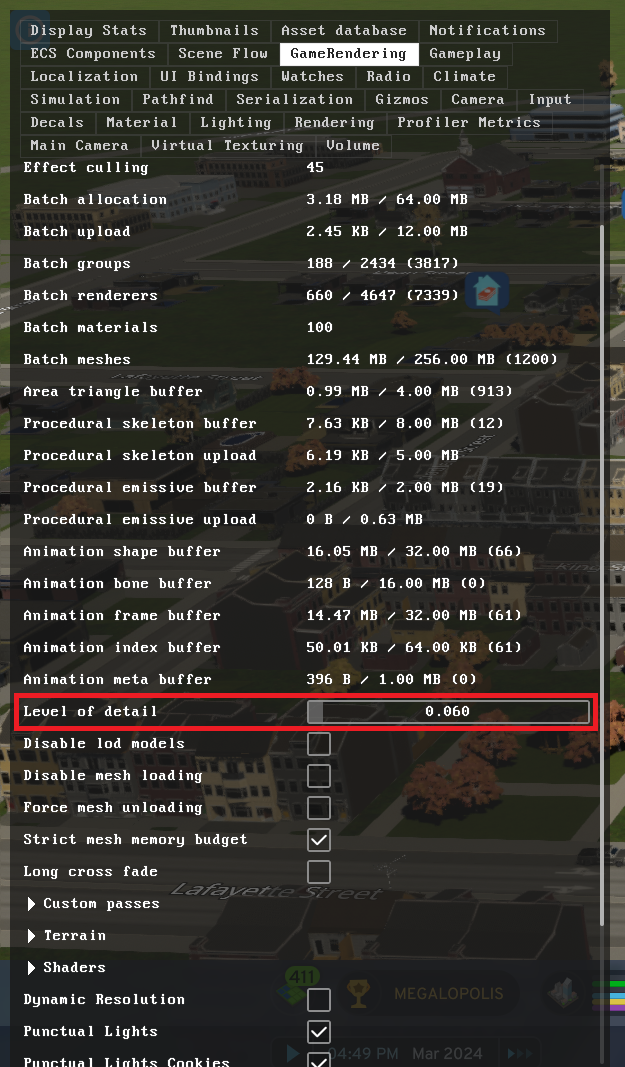 Display Stats Thumbnails Asset database Notifications
ECS Components Scene Flow GameRendering Gameplay
Localization UI Bindings Watches Radio Climate
Simulation Pathfind Serialization Gizmos Camera Input
Decals Material Lighting Rendering Profiler Metrics
Main Camera Virtual Texturing Volume
Effect culling 45
Batch allocation 3.18 MB / 64.00 MB
Batch upload 2.45 KB / 12.00 MB
Batch groups 188 / 2434 (3817)
Batch renderers 660 / 4647 (7339)
Batch materials 100
Batch meshes 129.44 MB / 256.00 MB (1200)
Area triangle buffer 0.99 MB / 4.00 MB (913)
Procedural skeleton buffer 7.63 KB / 8.00 MB (12)
Procedural skeleton upload 6.19 KB / 5.00 MB
Procedural emissive buffer 2.16 KB / 2.00 MB (19)
Procedural emissive upload 0 B / 0.63 MB
Animation shape buffer 16.05 MB / 32.00 MB (66)
Animation bone buffer 128 B / 16.00 MB (0)
Animation frame buffer 14.47 MB / 32.00 MB (61)
Animation index buffer 50.01 KB / 64.00 KB (61)
Animation meta buffer 396 B / 1.00 MB (0)
Level of detail 0.060
Disable lod models
Disable mesh loading
Force mesh unloading
Strict mesh memory budget
Long cross fade
Lafayette Street
Custom passes
Terrain
Shaders
411
MEGALOPOLIS
Dynamic Resolution
Punctual Lights
04:49 PM Mar 2024
Punctual Lights Cookies